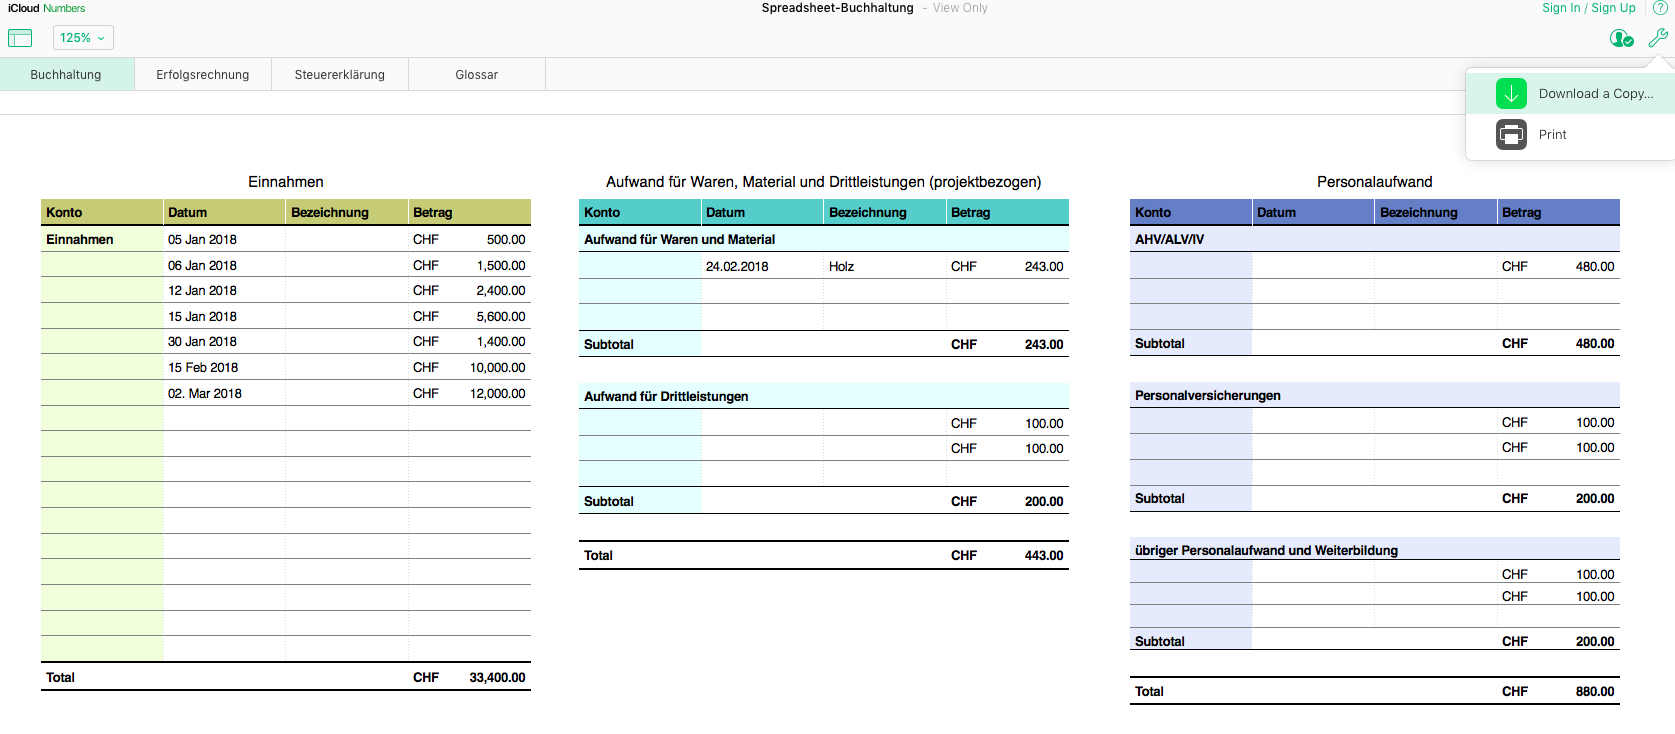 iCloud Numbers
Spreadsheet-Buchhaltung - View Only
Sign In / Sign Up ?
125%
Buchhaltung Erfolgsrechnung Steuererklärung Glossar
Download a Copy...
Print
Einnahmen
Konto Datum Bezeichnung Betrag
Einnahmen 05 Jan 2018 CHF 500.00
06 Jan 2018 CHF 1,500.00
12 Jan 2018 CHF 2,400.00
15 Jan 2018 CHF 5,600.00
30 Jan 2018 CHF 1,400.00
15 Feb 2018 CHF 10,000.00
02. Mar 2018 CHF 12,000.00
Total CHF 33,400.00
Aufwand für Waren, Material und Drittleistungen (projektbezogen)
Konto Datum Bezeichnung Betrag
Aufwand für Waren und Material
24.02.2018 Holz CHF 243.00
Subtotal CHF 243.00
Aufwand für Drittleistungen
CHF 100.00
CHF 100.00
Subtotal CHF 200.00
Total CHF 443.00
Personalaufwand
Konto Datum Bezeichnung Betrag
AHV/ALV/IV
CHF 480.00
Subtotal CHF 480.00
Personalversicherungen
CHF 100.00
CHF 100.00
Subtotal CHF 200.00
übriger Personalaufwand und Weiterbildung
CHF 100.00
CHF 100.00
Subtotal CHF 200.00
Total CHF 880.00